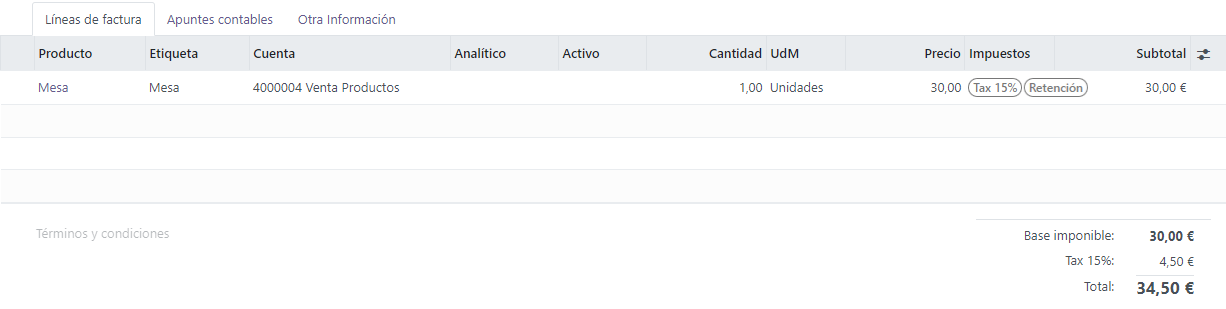 Líneas de factura Apuntes contables Otra Información
Producto Etiqueta Cuenta Analítico Activo Cantidad UdM Precio Impuestos Subtotal
Mesa Mesa 4000004 Venta Productos 1,00 Unidades 30,00 Tax 15% Retención 30,00 €
Términos y condiciones
Base imponible: 30,00 €
Tax 15%: 4,50 €
Total: 34,50 €